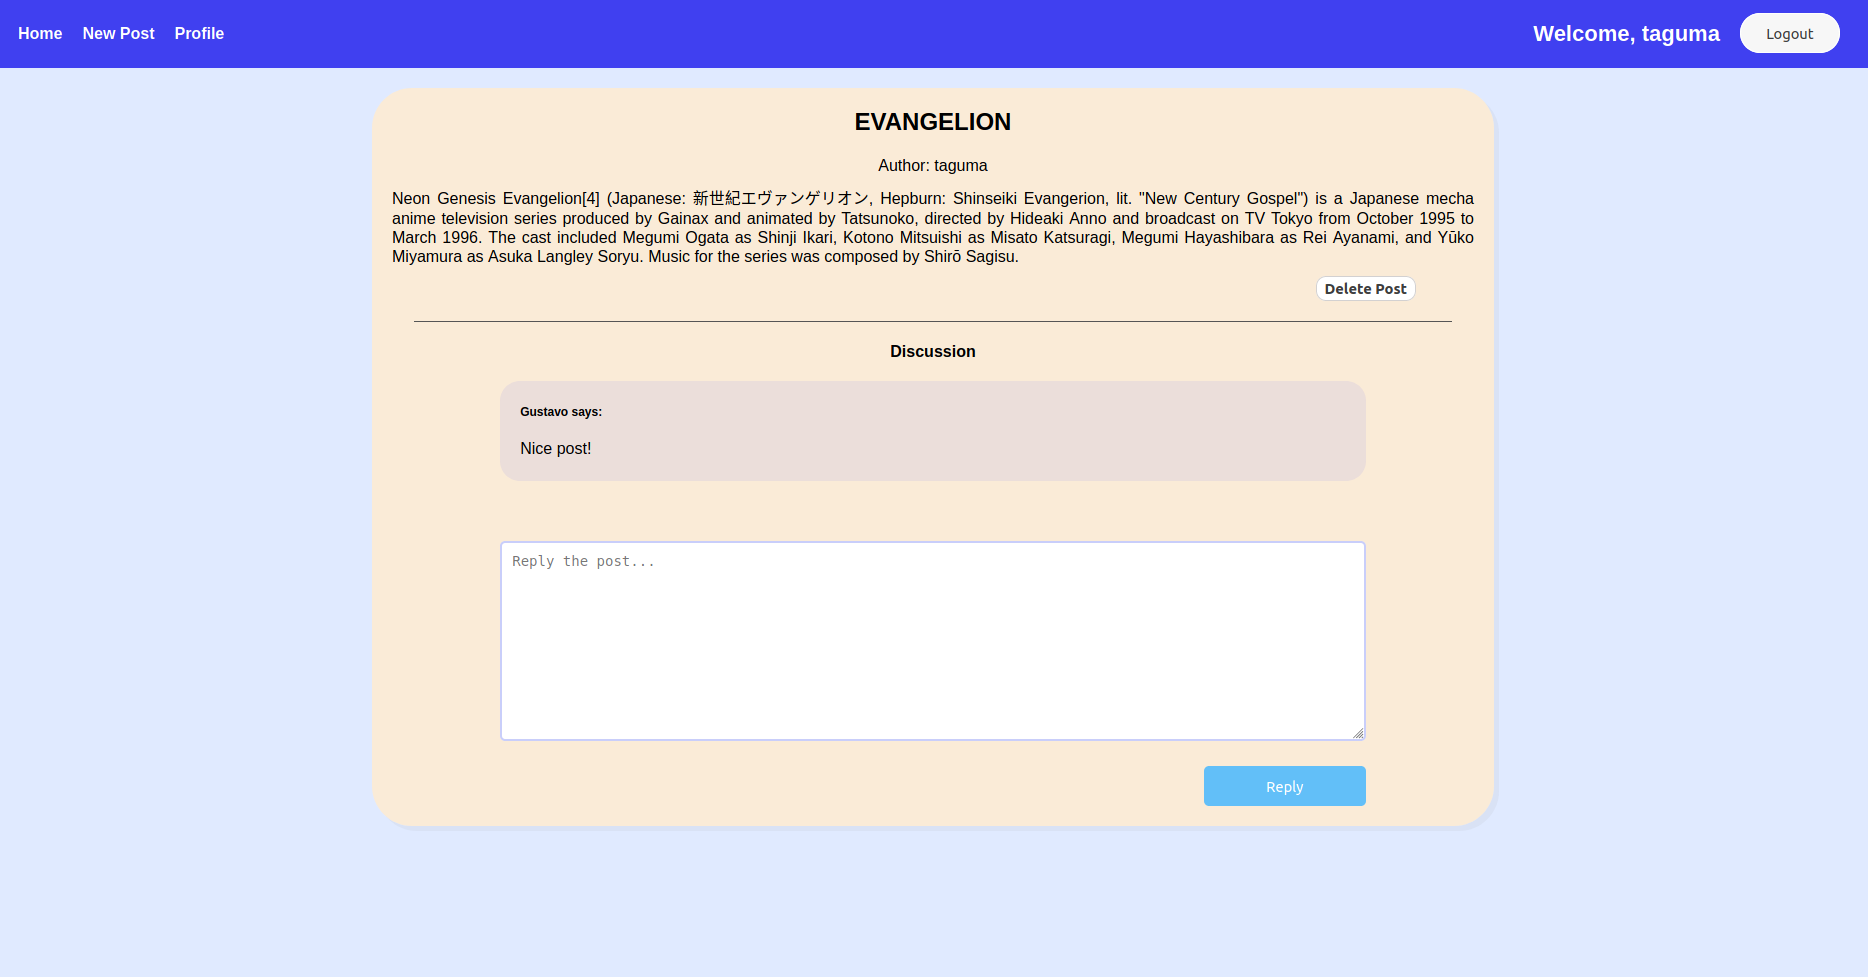 Home New Post Profile Welcome, taguma Logout
EVANGELION
Author: taguma
Neon Genesis Evangelion[4] (Japanese: 新世紀エヴァンゲリオン, Hepburn: Shinseiki Evangerion, lit. "New Century Gospel") is a Japanese mecha
anime television series produced by Gainax and animated by Tatsunoko, directed by Hideaki Anno and broadcast on TV Tokyo from October 1995 to
March 1996. The cast included Megumi Ogata as Shinji Ikari, Kotono Mitsuishi as Misato Katsuragi, Megumi Hayashibara as Rei Ayanami, and Yūko
Miyamura as Asuka Langley Soryu. Music for the series was composed by Shirō Sagisu.
Delete Post
Discussion
Gustavo says:
Nice post!
Reply the post...
Reply